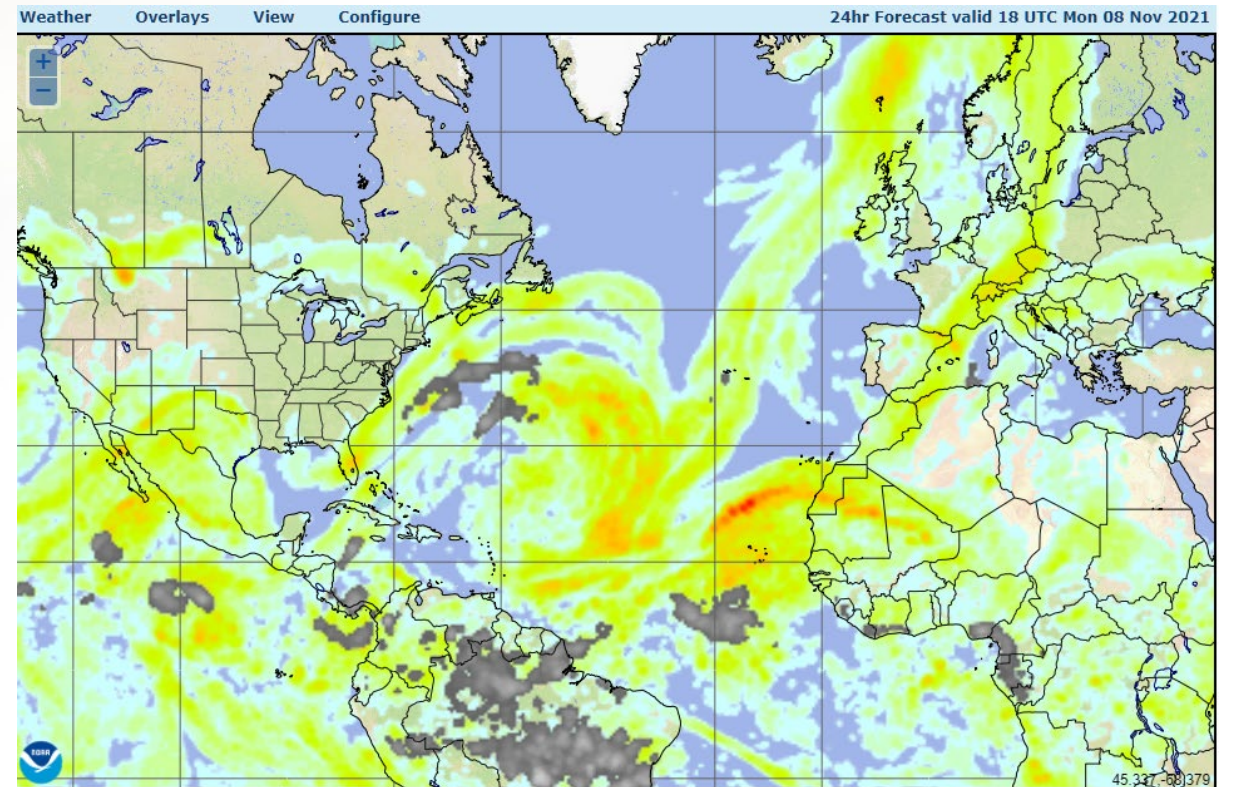 Weather Overlays View Configure 24hr Forecast valid 18 UTC Mon 08 Nov 2021
+
−
NOAA
45.337,-68.379